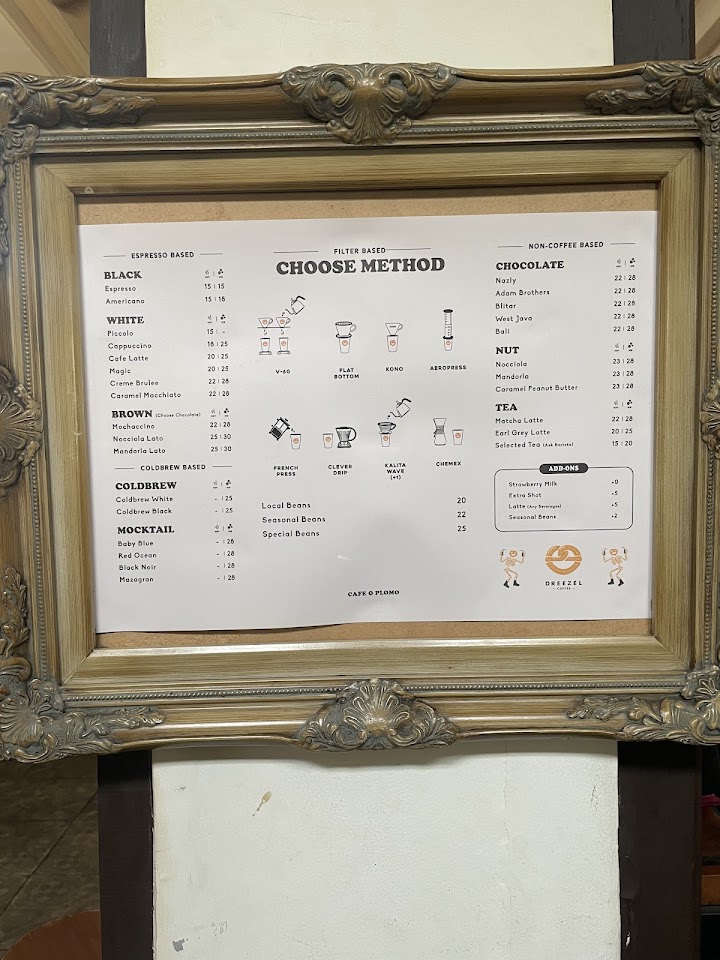 ESPRESSO BASED
BLACK
Espresso 15 | 15
Americano 15 | 18
WHITE
Piccolo 15 | -
Cappuccino 18 | 25
Cafe Latte 20 | 25
Magic 20 | 25
Creme Brulee 22 | 28
Caramel Macchiato 22 | 28
BROWN (Choose Chocolate)
Mochaccino 22 | 28
Nocciola Lato 25 | 30
Mandorla Lato 25 | 30
COLDBREW BASED
COLDBREW
Coldbrew White - | 25
Coldbrew Black - | 25
MOCKTAIL
Baby Blue - | 28
Red Ocean - | 28
Black Noir - | 28
Mazagran - | 28
FILTER BASED
CHOOSE METHOD
V-60
FLAT
BOTTOM
KONO
AEROPRESS
FRENCH
PRESS
CLEVER
DRIP
KALITA
WAVE
(+1)
CHEMEX
Local Beans 20
Seasonal Beans 22
Special Beans 25
CAFE O PLOMO
NON-COFFEE BASED
CHOCOLATE
Nazly 22 | 28
Adam Brothers 22 | 28
Blitar 22 | 28
West Java 22 | 28
Bali 22 | 28
NUT
Nocciola 23 | 28
Mandorla 23 | 28
Caramel Peanut Butter 23 | 28
TEA
Matcha Latte 22 | 28
Earl Grey Latte 20 | 25
Selected Tea (Ask Barista) 15 | 20
ADD-ONS
Strawberry Milk +0
Extra Shot +5
Latte (Any Beverages) +5
Seasonal Beans +2
DREEZEL
- COFFEE -